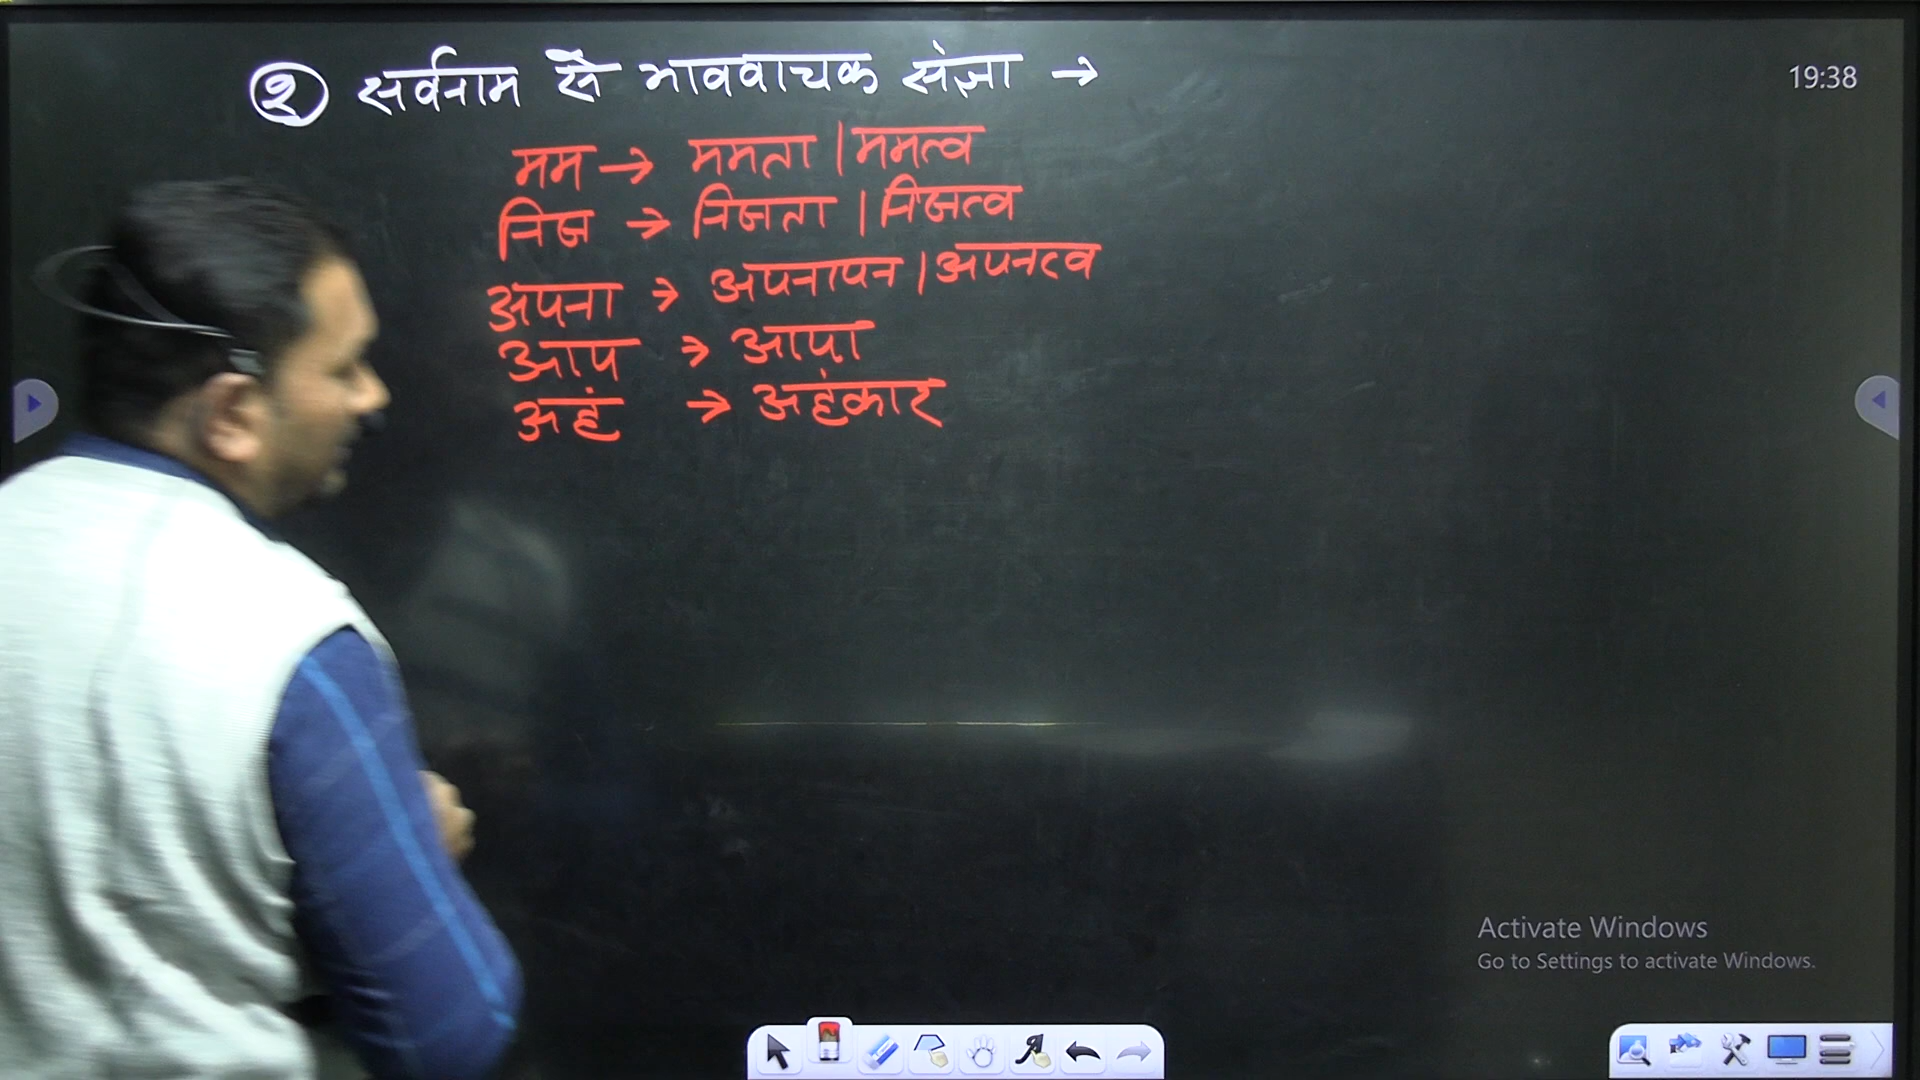 २ सर्वनाम से भाववाचक संज्ञा →
19:38
मम → ममता | ममत्व
निज → निजता | निजत्व
अपना → अपनापन | अपनत्व
आप → आपा
अहं → अहंकार
Activate Windows
Go to Settings to activate Windows.